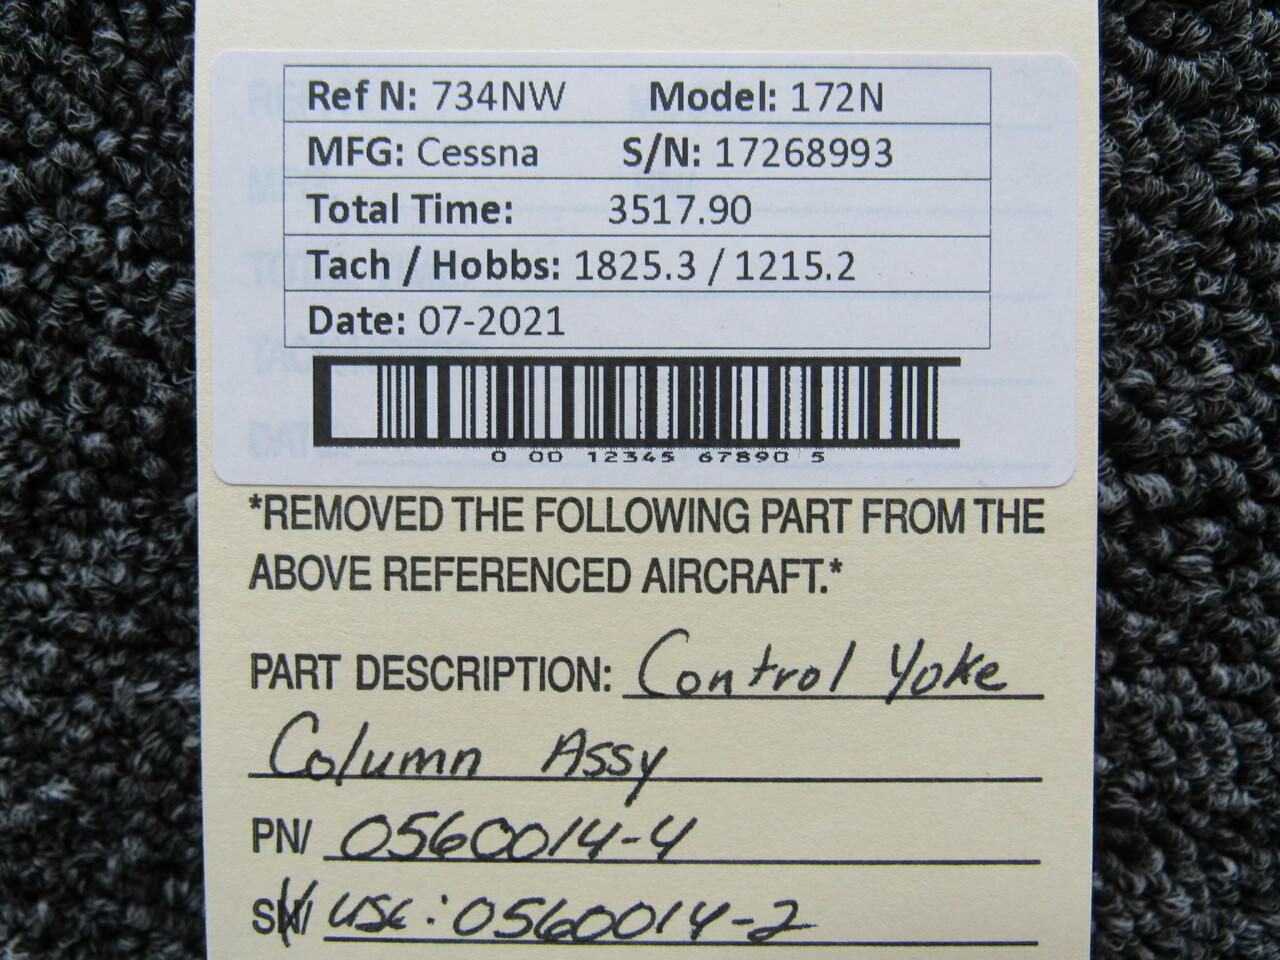 Ref N: 734NW Model: 172N
MFG: Cessna S/N: 17268993
Total Time: 3517.90
Tach / Hobbs: 1825.3 / 1215.2
Date: 07-2021
0 00 12345 67890 5
*REMOVED THE FOLLOWING PART FROM THE
ABOVE REFERENCED AIRCRAFT.*
PART DESCRIPTION: Control Yoke
Column Assy
PN/ 0560014-4
SN/ use: 0560014-2